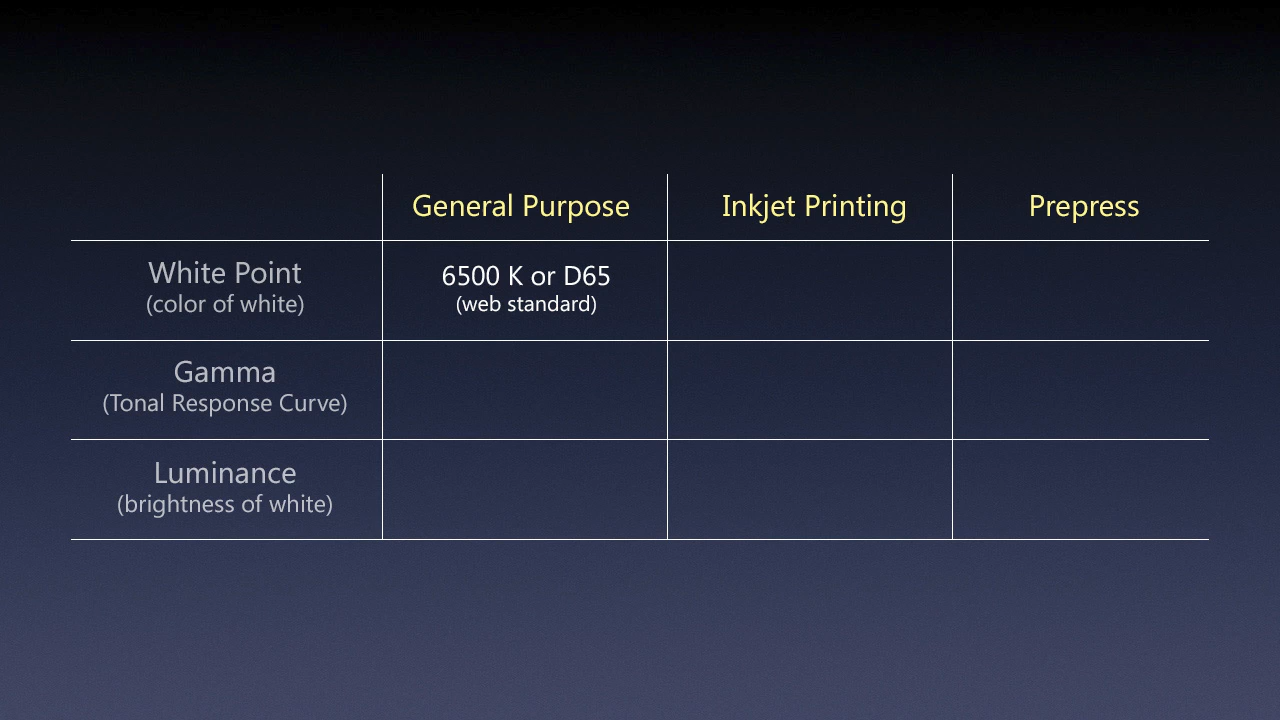 General Purpose
Inkjet Printing
Prepress
White Point
(color of white)
6500 K or D65
(web standard)
Gamma
(Tonal Response Curve)
Luminance
(brightness of white)